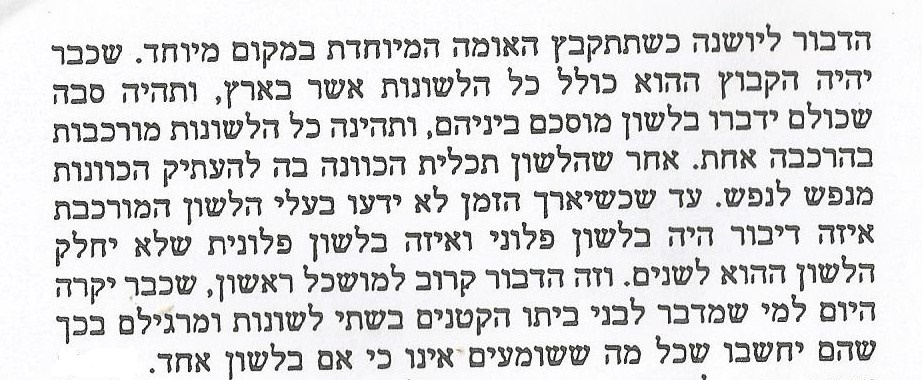 הדבור ליושנה כשתתקבץ האומה המיוחדת במקום מיוחד. שכבר
יהיה הקבוץ ההוא כולל כל הלשונות אשר בארץ, ותהיה סבה
שכולם ידברו בלשון מוסכם ביניהם, ותהינה כל הלשונות מורכבות
בהרכבה אחת. אחר שהלשון תכלית הכוונה בה להעתיק הכוונות
מנפש לנפש. עד שכשיארך הזמן לא ידעו בעלי הלשון המורכבת
איזה דיבור היה בלשון פלוני ואיזה בלשון פלונית שלא יחלק
הלשון ההוא לשנים. וזה הדבור קרוב למושכל ראשון, שכבר יקרה
היום למי שמדבר לבני ביתו הקטנים בשתי לשונות ומרגילם בכך
שהם יחשבו שכל מה ששומעים אינו כי אם בלשון אחד.